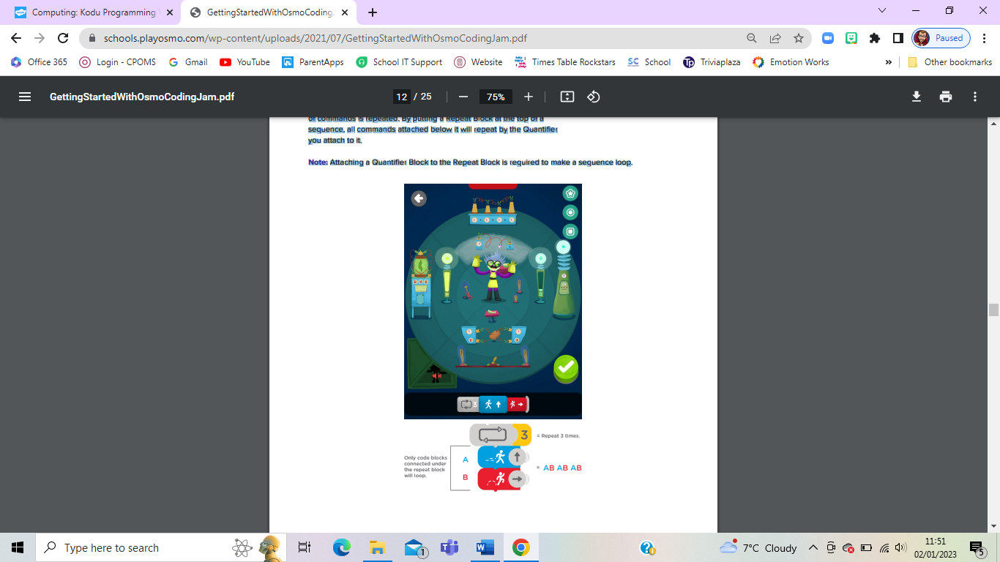 Computing: Kodu Programming
GettingStartedWithOsmoCodingJ
schools.playosmo.com/wp-content/uploads/2021/07/GettingStartedWithOsmoCodingJam.pdf
Paused
Office 365
Login - CPOMS
Gmail
YouTube
ParentApps
School IT Support
Website
Times Table Rockstars
School
Triviaplaza
Emotion Works
»
Other bookmarks
GettingStartedWithOsmoCodingJam.pdf
12 / 25
75%
of commands is repeated. By putting a Repeat Block at the top of a
sequence, all commands attached below it will repeat by the Quantifier
you attach to it.
Note: Attaching a Quantifier Block to the Repeat Block is required to make a sequence loop.
3
3
= Repeat 3 times.
Only code blocks
connected under
the repeat block
will loop.
A
B
= AB AB AB
Type here to search
1
7°C Cloudy
11:51
02/01/2023
5